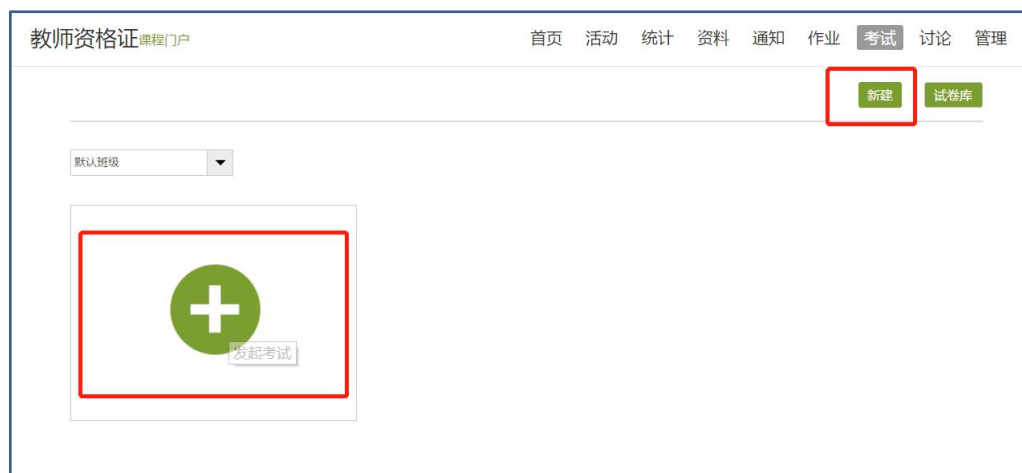 教师资格证课程门户 首页 活动 统计 资料 通知 作业 考试 讨论 管理
新建 试卷库
默认班级
发起考试